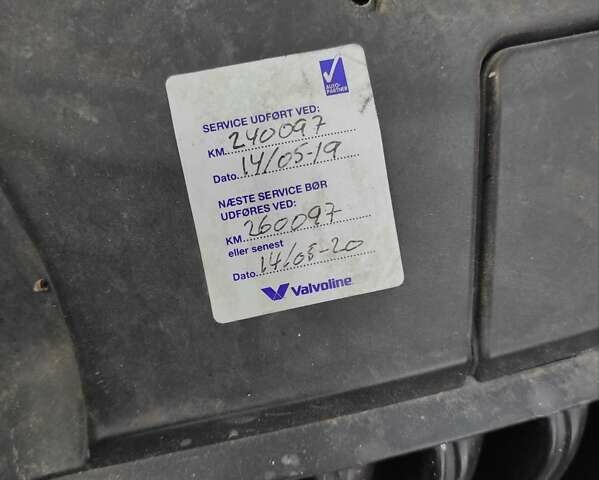 AUTO-
PARTNER
SERVICE UDFØRT VED:
KM 240097
Dato 14/05-19
NÆSTE SERVICE BØR
UDFØRES VED:
KM 260097
eller senest
Dato 14/05-20
Valvoline